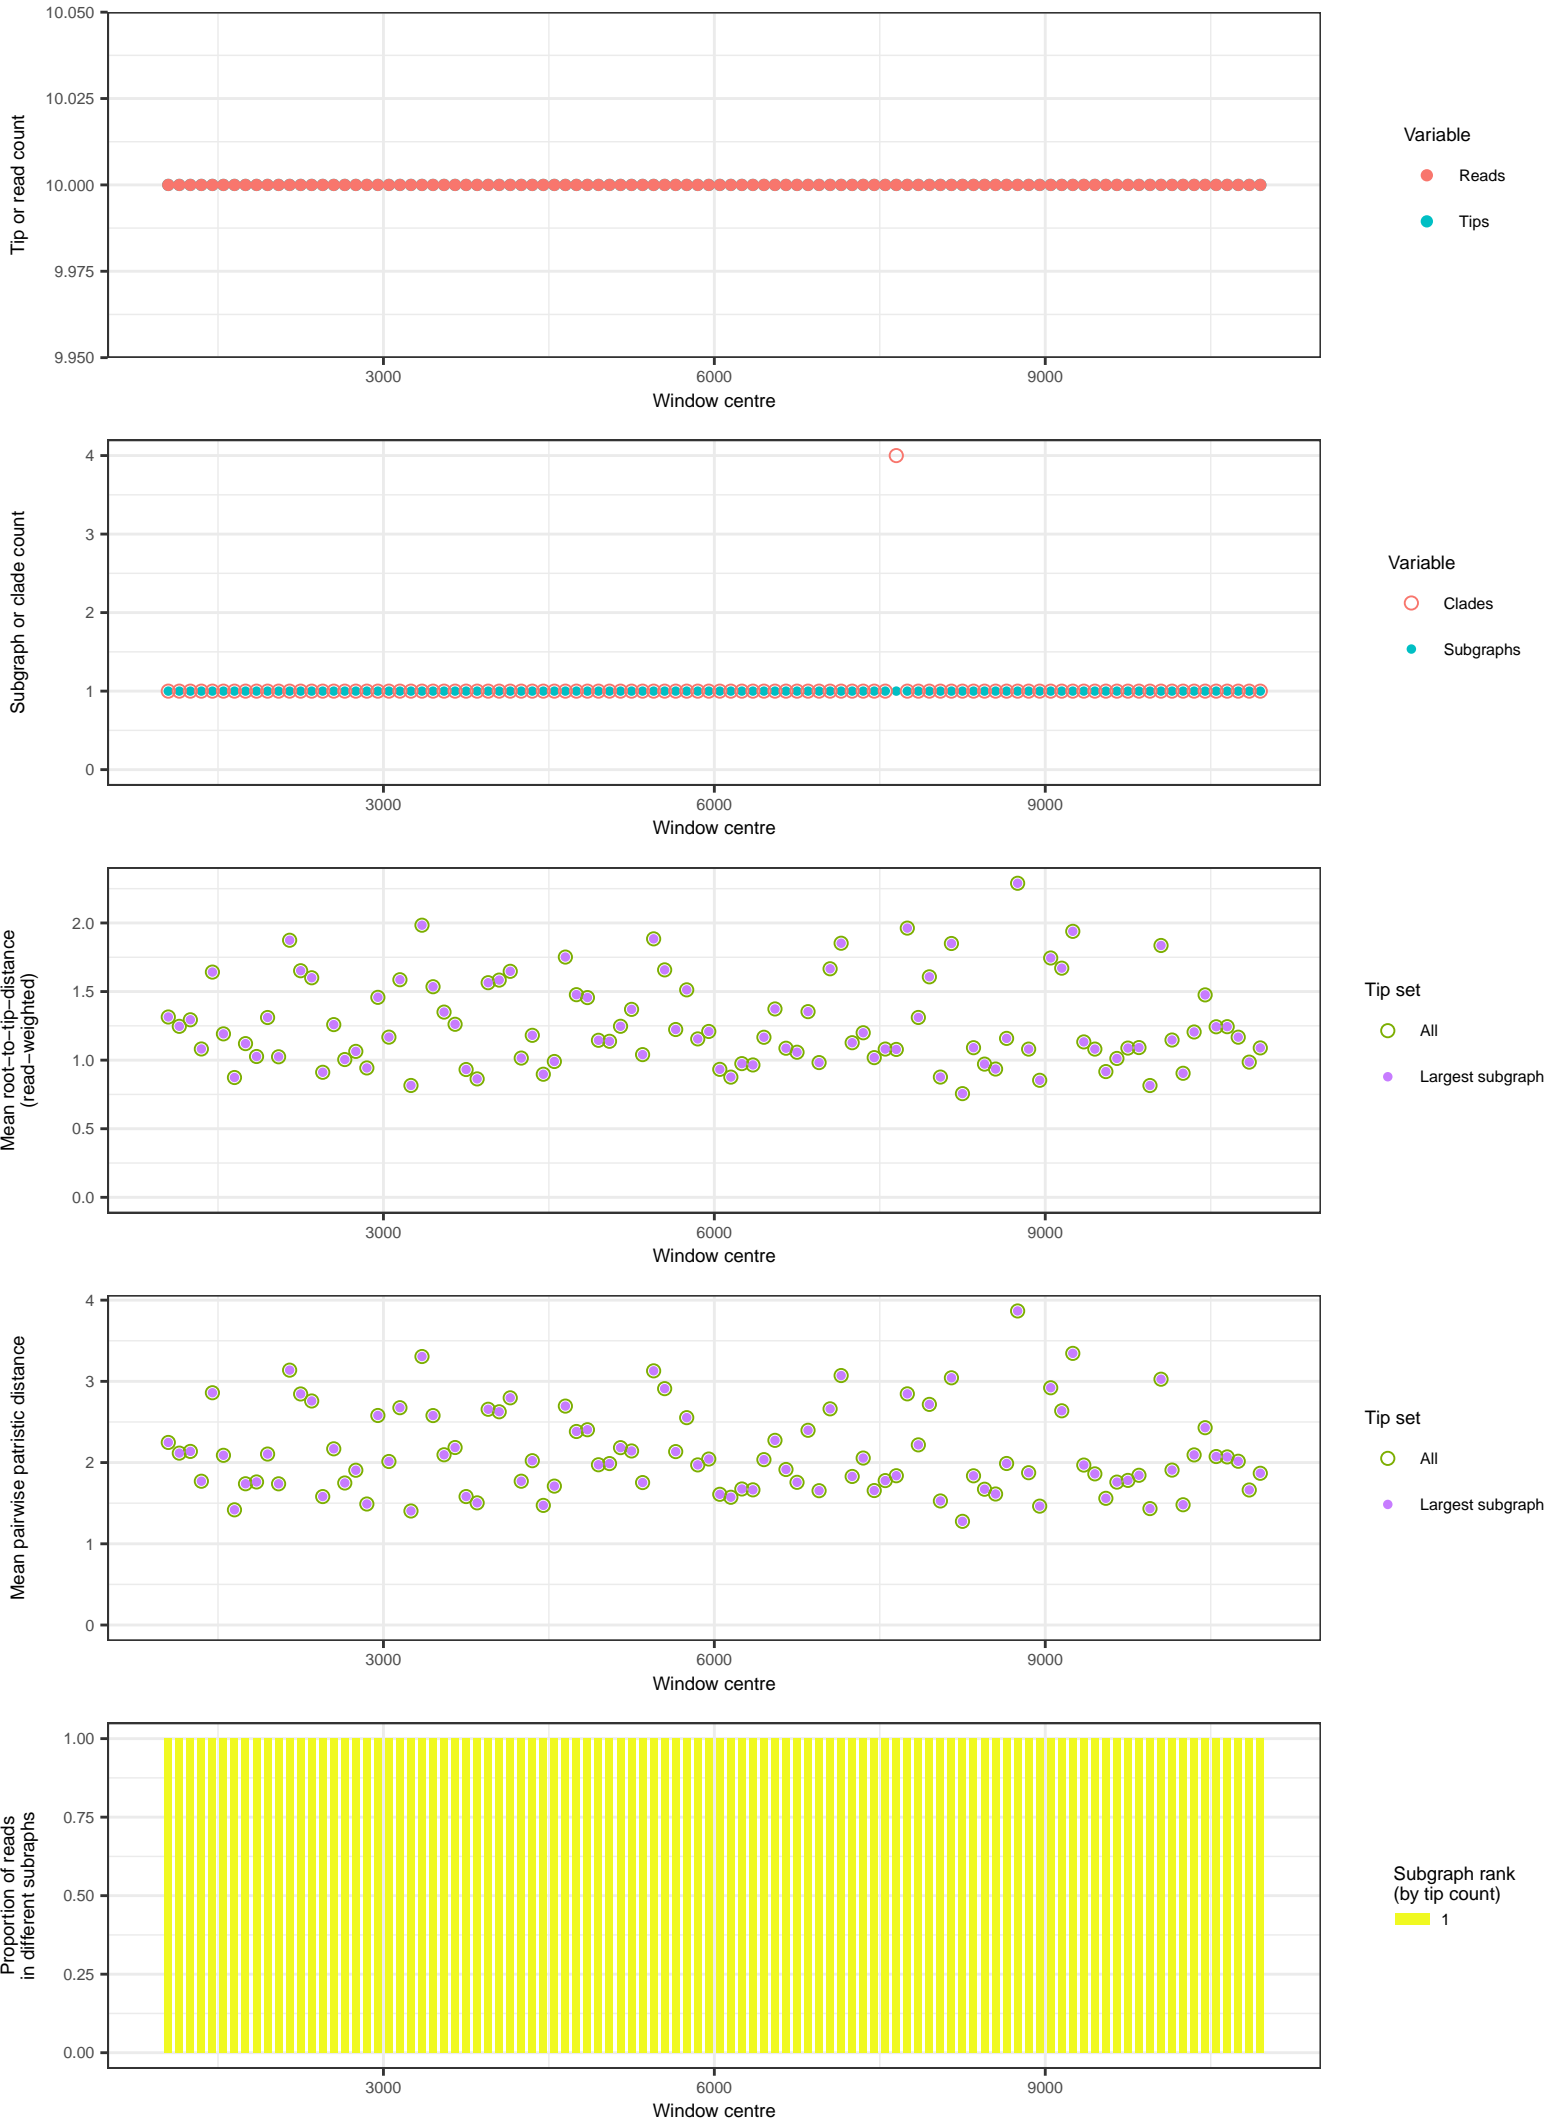 10.050
10.025
10.000
9.975
9.950
Tip or read count
3000 6000 9000
Window centre
Variable
Reads
Tips
4
3
2
1
0
Subgraph or clade count
3000 6000 9000
Window centre
Variable
Clades
Subgraphs
2.0
1.5
1.0
0.5
0.0
Mean root−to−tip−distance
(read−weighted)
3000 6000 9000
Window centre
Tip set
All
Largest subgraph
4
3
2
1
0
Mean pairwise patristic distance
3000 6000 9000
Window centre
Tip set
All
Largest subgraph
1.00
0.75
0.50
0.25
0.00
Proportion of reads
in different subraphs
3000 6000 9000
Window centre
Subgraph rank
(by tip count)
1